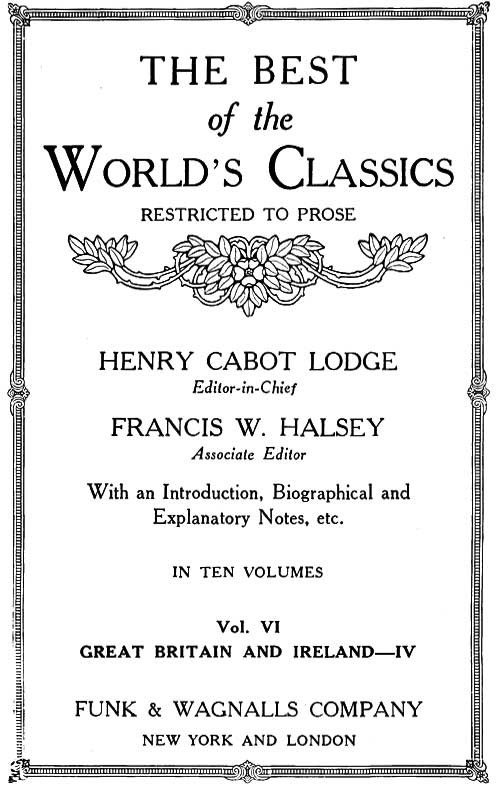 THE BEST
of the
WORLD'S CLASSICS
RESTRICTED TO PROSE
HENRY CABOT LODGE
Editor-in-Chief
FRANCIS W. HALSEY
Associate Editor
With an Introduction, Biographical and
Explanatory Notes, etc.
IN TEN VOLUMES
Vol. VI
GREAT BRITAIN AND IRELAND—IV
FUNK & WAGNALLS COMPANY
NEW YORK AND LONDON